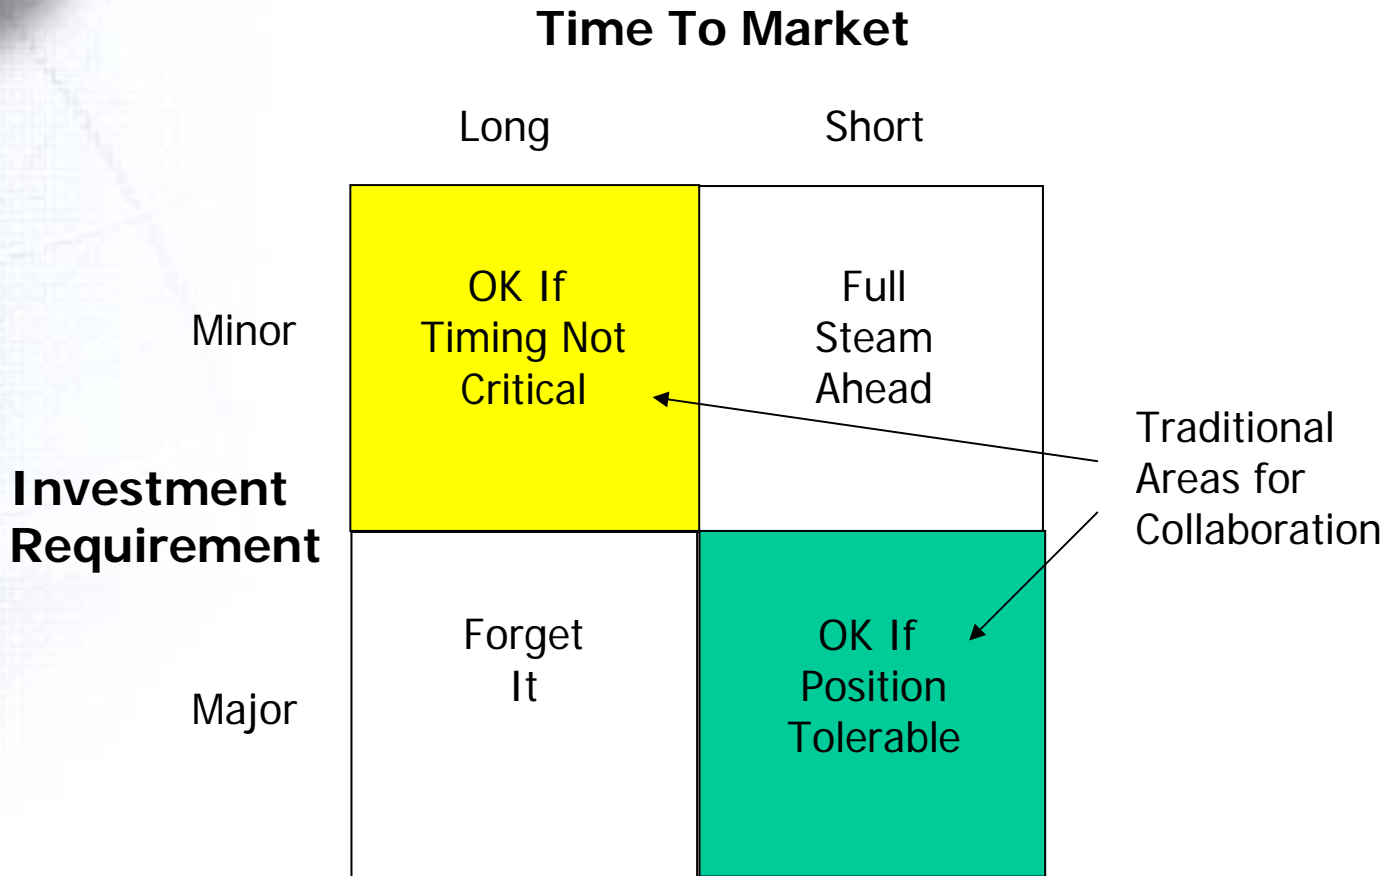 Time To Market
Long
Short
Minor
OK If
Timing Not
Critical
Full
Steam
Ahead
Traditional
Areas for
Collaboration
Investment
Requirement
Major
Forget
It
OK If
Position
Tolerable